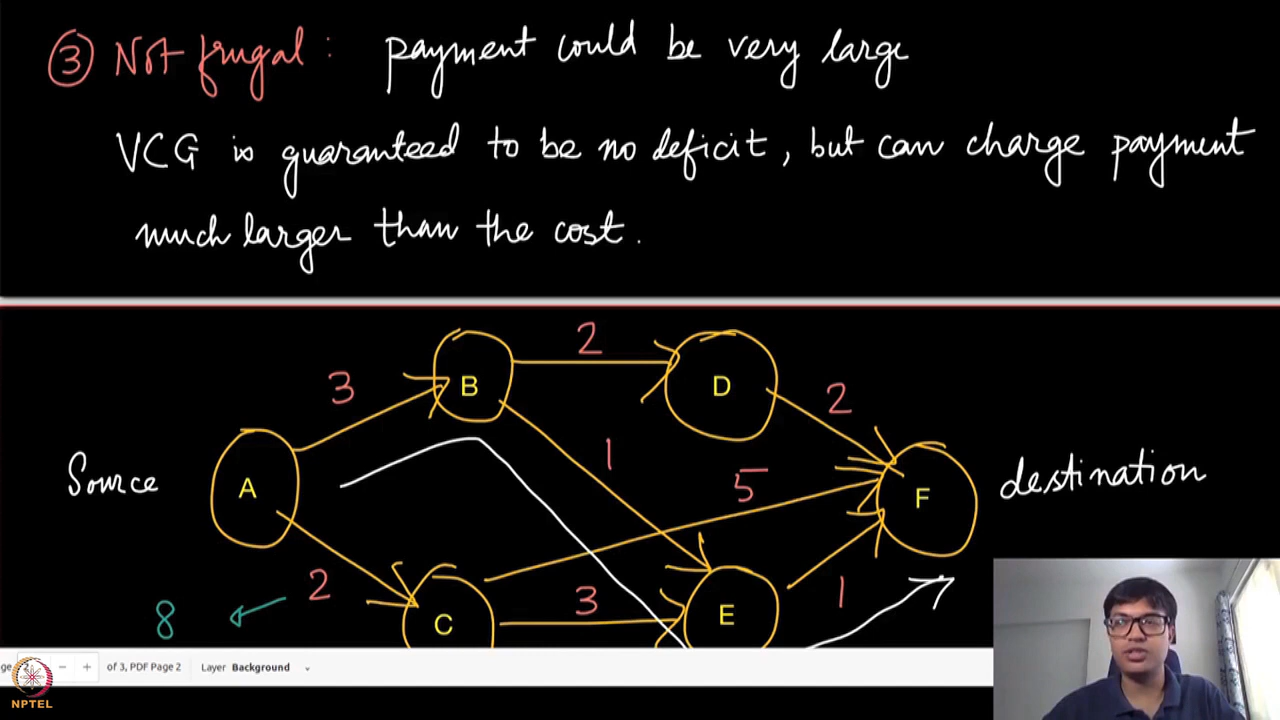 ③ Not frugal : payment could be very large
VCG is guaranteed to be no deficit, but can charge payment
much larger than the cost.
2
B
D
3
2
1
Source
A
5
F
destination
2
3
E
1
8
C
of 3, PDF Page 2
Layer Background
NPTEL